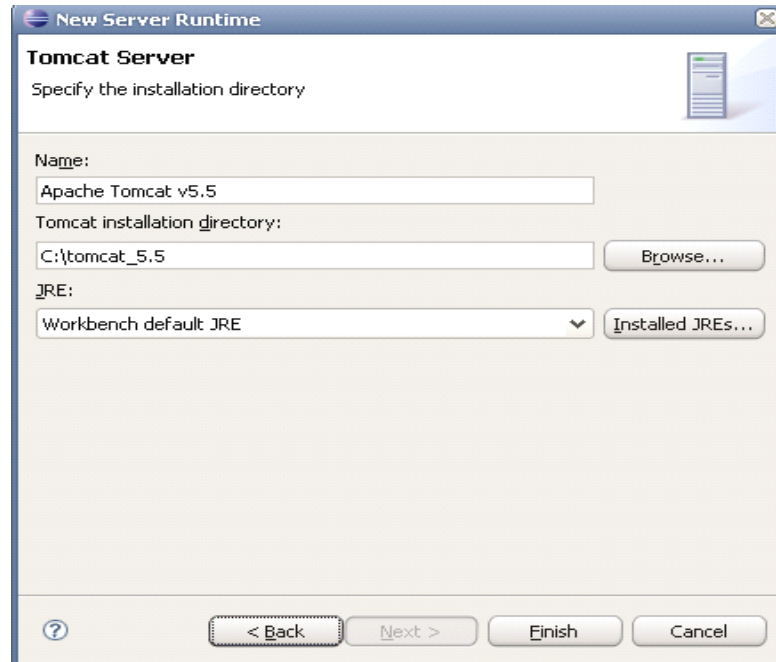 New Server Runtime
Tomcat Server
Specify the installation directory
Name:
Apache Tomcat v5.5
Tomcat installation directory:
C:\tomcat_5.5
Browse...
JRE:
Workbench default JRE
Installed JREs...
?
< Back
Next >
Finish
Cancel